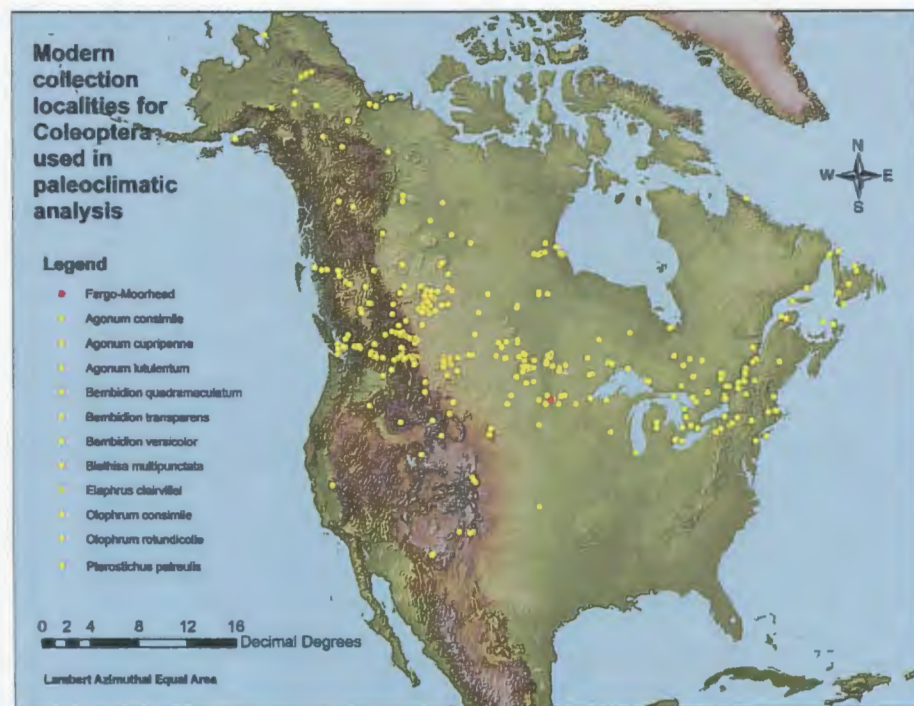 Modern
collection
localities for
Coleoptera
used in
paleoclimatic
analysis
N
W E
S
Legend
Fargo-Moorhead
Agonum consimile
Agonum cupripenne
Agonum lutulentum
Bembidion quadramaculatum
Bembidion transparens
Bembidion versicolor
Blethisa multipunctata
Elaphrus clairvillei
Olophrum consimile
Olophrum rotundicolle
Pterostichus patruelis
0 2 4 8 12 16
Decimal Degrees
Lambert Azimuthal Equal Area